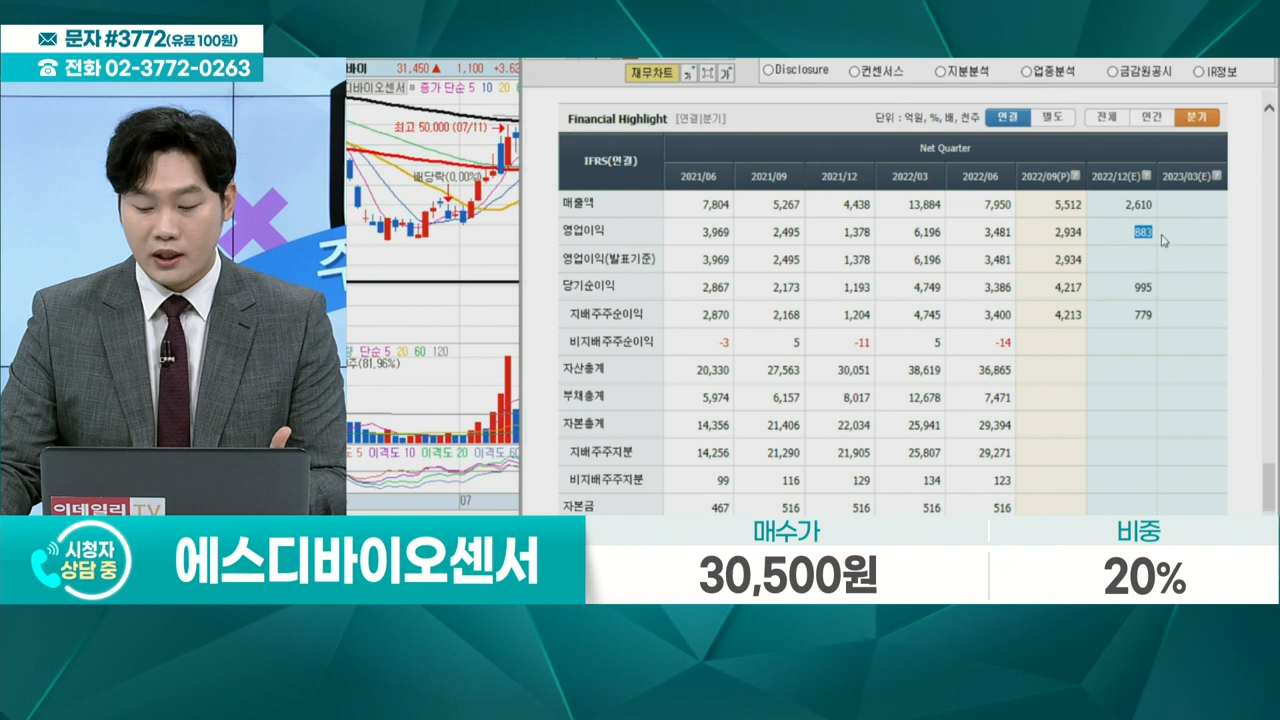 문자 #3772(유료100원)
전화 02-3772-0263
주
이데일리 TV
바이 31,450 ▲ 1,100 +3.62
디바이오센서 종가 단순 5 10 20
최고 50,000 (07/11)
배당락(0.00%)
량 단순 5 20 60 120
주(81.96%)
도 5 이격도 10 이격도 20 이격도 60
07
재무차트 가 가
Disclosure 컨센서스 지분분석 업종분석 금감원공시 IR정보
Financial Highlight [연결|분기] 단위 : 억원, %, 배, 천주 연결 별도 전체 연간 분기
IFRS(연결) Net Quarter
2021/06 2021/09 2021/12 2022/03 2022/06 2022/09(P) 2022/12(E) 2023/03(E)
매출액 7,804 5,267 4,438 13,884 7,950 5,512 2,610
영업이익 3,969 2,495 1,378 6,196 3,481 2,934 883
영업이익(발표기준) 3,969 2,495 1,378 6,196 3,481 2,934
당기순이익 2,867 2,173 1,193 4,749 3,386 4,217 995
지배주주순이익 2,870 2,168 1,204 4,745 3,400 4,213 779
비지배주주순이익 -3 5 -11 5 -14
자산총계 20,330 27,563 30,051 38,619 36,865
부채총계 5,974 6,157 8,017 12,678 7,471
자본총계 14,356 21,406 22,034 25,941 29,394
지배주주지분 14,256 21,290 21,905 25,807 29,271
비지배주주지분 99 116 129 134 123
자본금 467 516 516 516 516
시청자
상담 중
에스디바이오센서
매수가 비중
30,500원 20%